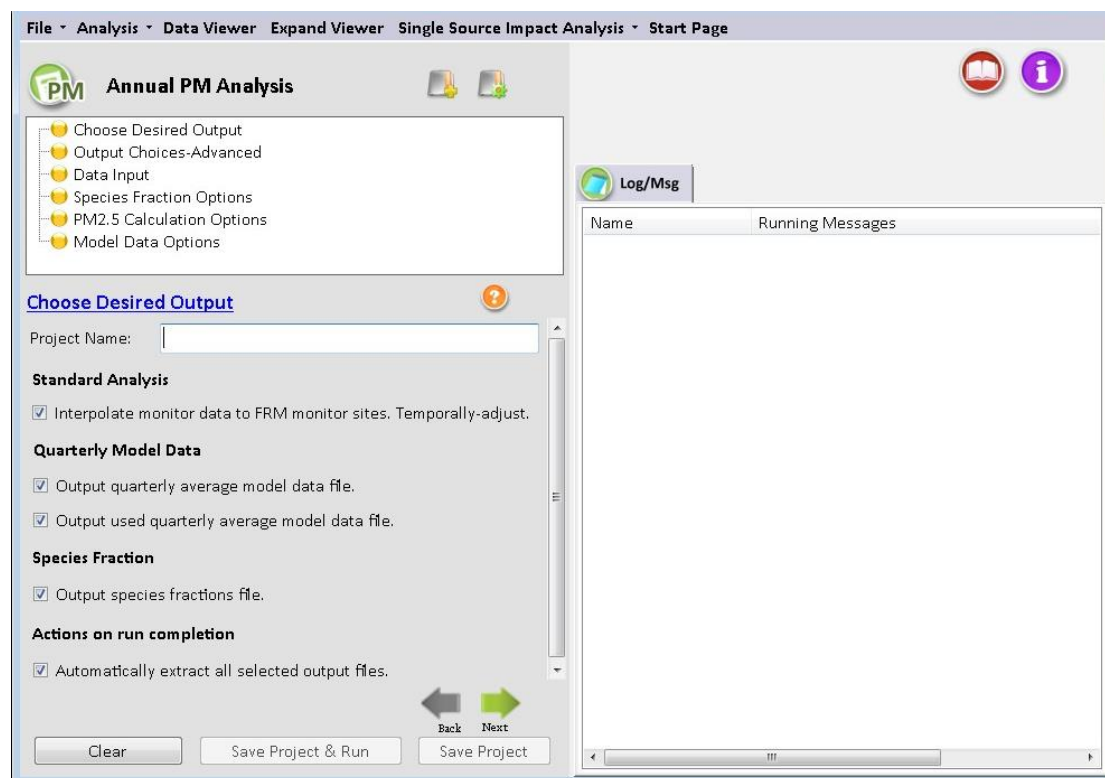 File Analysis Data Viewer Expand Viewer Single Source Impact Analysis Start Page
PM
Annual PM Analysis
Choose Desired Output
Output Choices-Advanced
Data Input
Species Fraction Options
PM2.5 Calculation Options
Model Data Options
Choose Desired Output
?
Project Name:
Standard Analysis
Interpolate monitor data to FRM monitor sites. Temporally-adjust.
Quarterly Model Data
Output quarterly average model data file.
Output used quarterly average model data file.
Species Fraction
Output species fractions file.
Actions on run completion
Automatically extract all selected output files.
Back Next
Clear Save Project & Run Save Project
i
Log/Msg
Name Running Messages